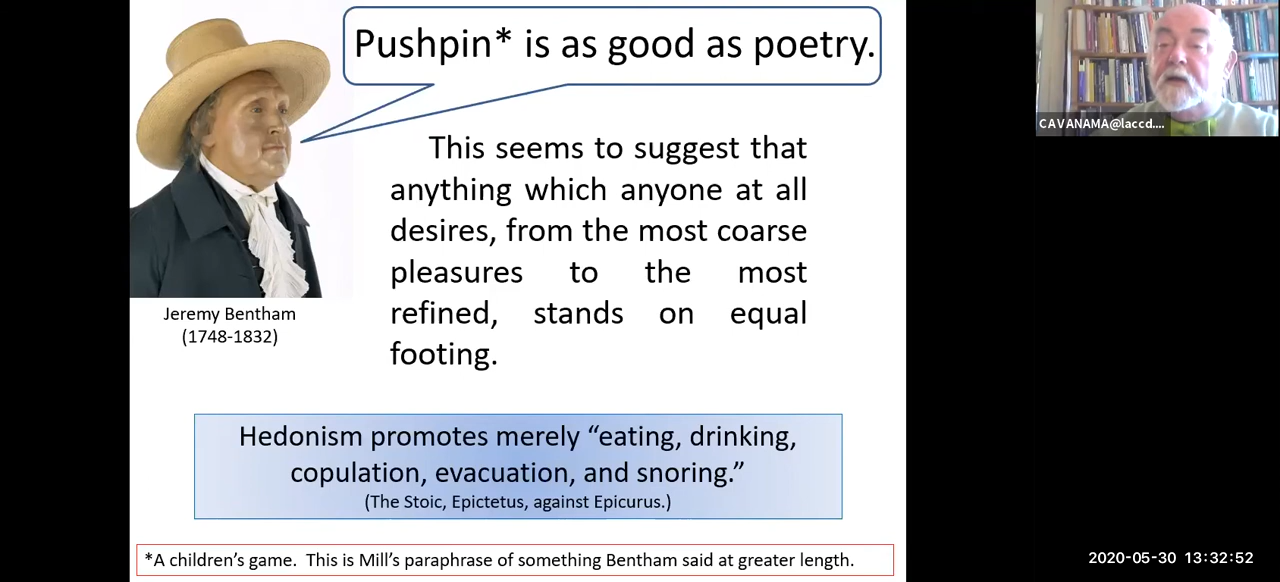 Pushpin* is as good as poetry.
This seems to suggest that
anything which anyone at all
desires, from the most coarse
pleasures to the most
refined, stands on equal
footing.
Jeremy Bentham
(1748-1832)
Hedonism promotes merely “eating, drinking,
copulation, evacuation, and snoring.”
(The Stoic, Epictetus, against Epicurus.)
*A children’s game.  This is Mill’s paraphrase of something Bentham said at greater length.
CAVANAMA@laccd....
2020-05-30 13:32:52